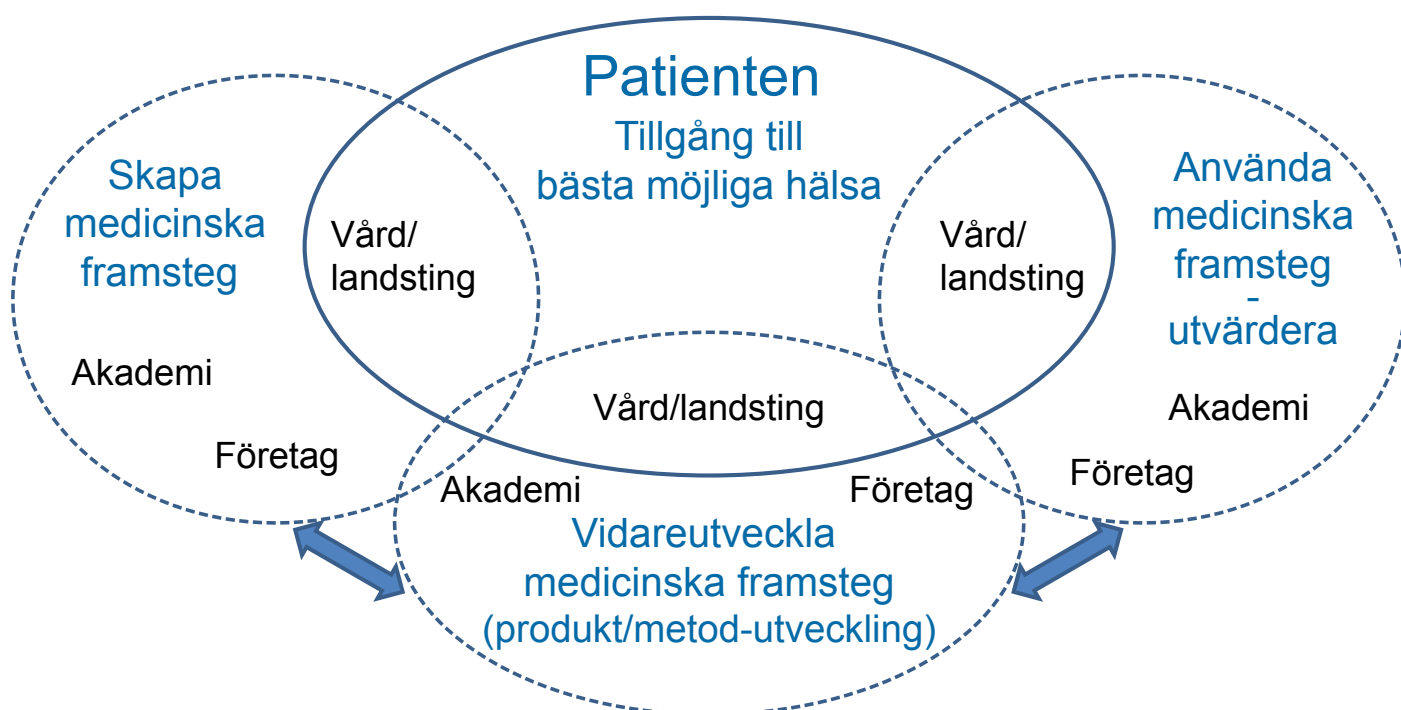 Patienten
Tillgång till
bästa möjliga hälsa
Skapa
medicinska
framsteg
Vård/
landsting
Akademi
Företag
Vård/
landsting
Använda
medicinska
framsteg
-
utvärdera
Akademi
Företag
Vård/landsting
Akademi
Företag
Vidareutveckla
medicinska framsteg
(produkt/metod-utveckling)